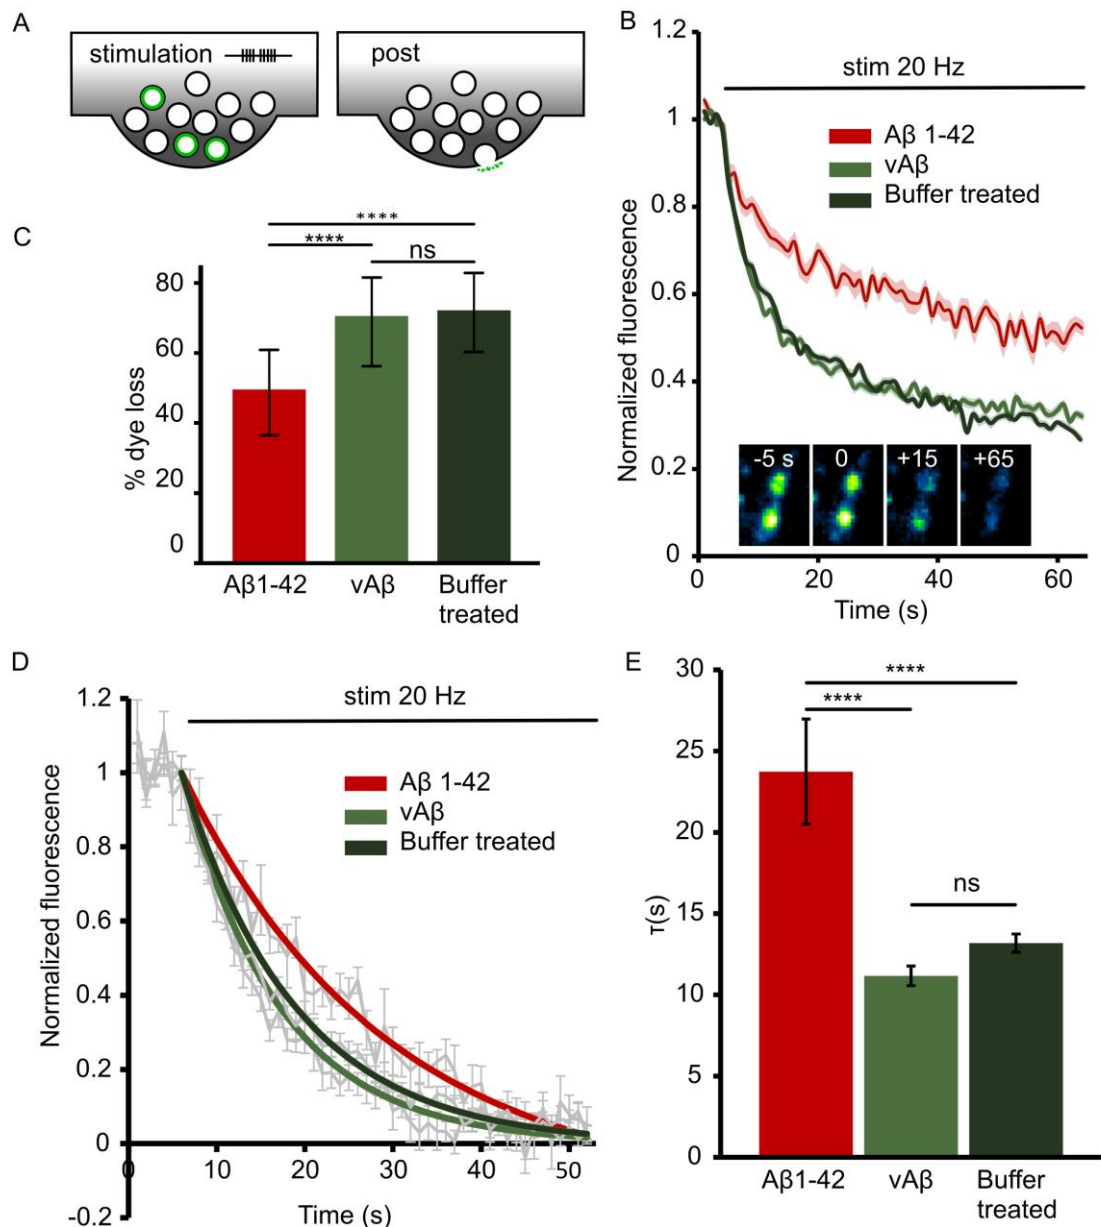 A
stimulation
post
B
1.2
1.0
0.8
0.6
0.4
0.2
0
stim 20 Hz
Aβ 1-42
vAβ
Buffer treated
-5 s
0
+15
+65
20
40
60
Normalized fluorescence
Time (s)
C
****
****
ns
80
60
40
20
0
% dye loss
Aβ1-42
vAβ
Buffer
treated
D
1.2
1
0.8
0.6
0.4
0.2
0
-0.2
stim 20 Hz
Aβ 1-42
vAβ
Buffer treated
0
10
20
30
40
50
Normalized fluorescence
Time (s)
E
30
25
20
15
10
5
0
τ(s)
****
****
ns
Aβ1-42
vAβ
Buffer
treated